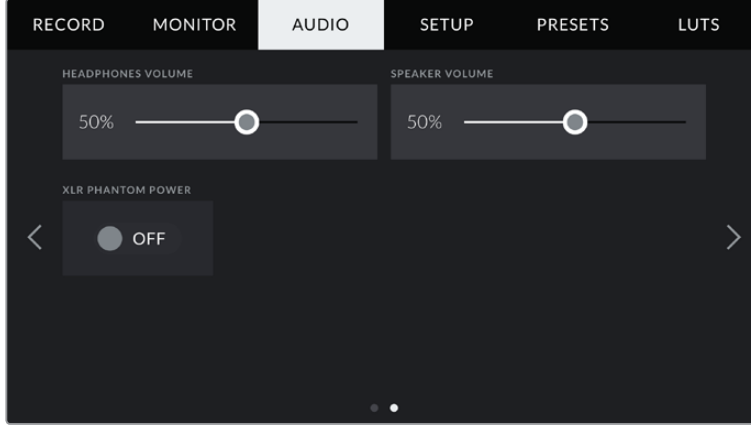 RECORD MONITOR AUDIO SETUP PRESETS LUTS
HEADPHONES VOLUME SPEAKER VOLUME
50% 50%
XLR PHANTOM POWER
OFF